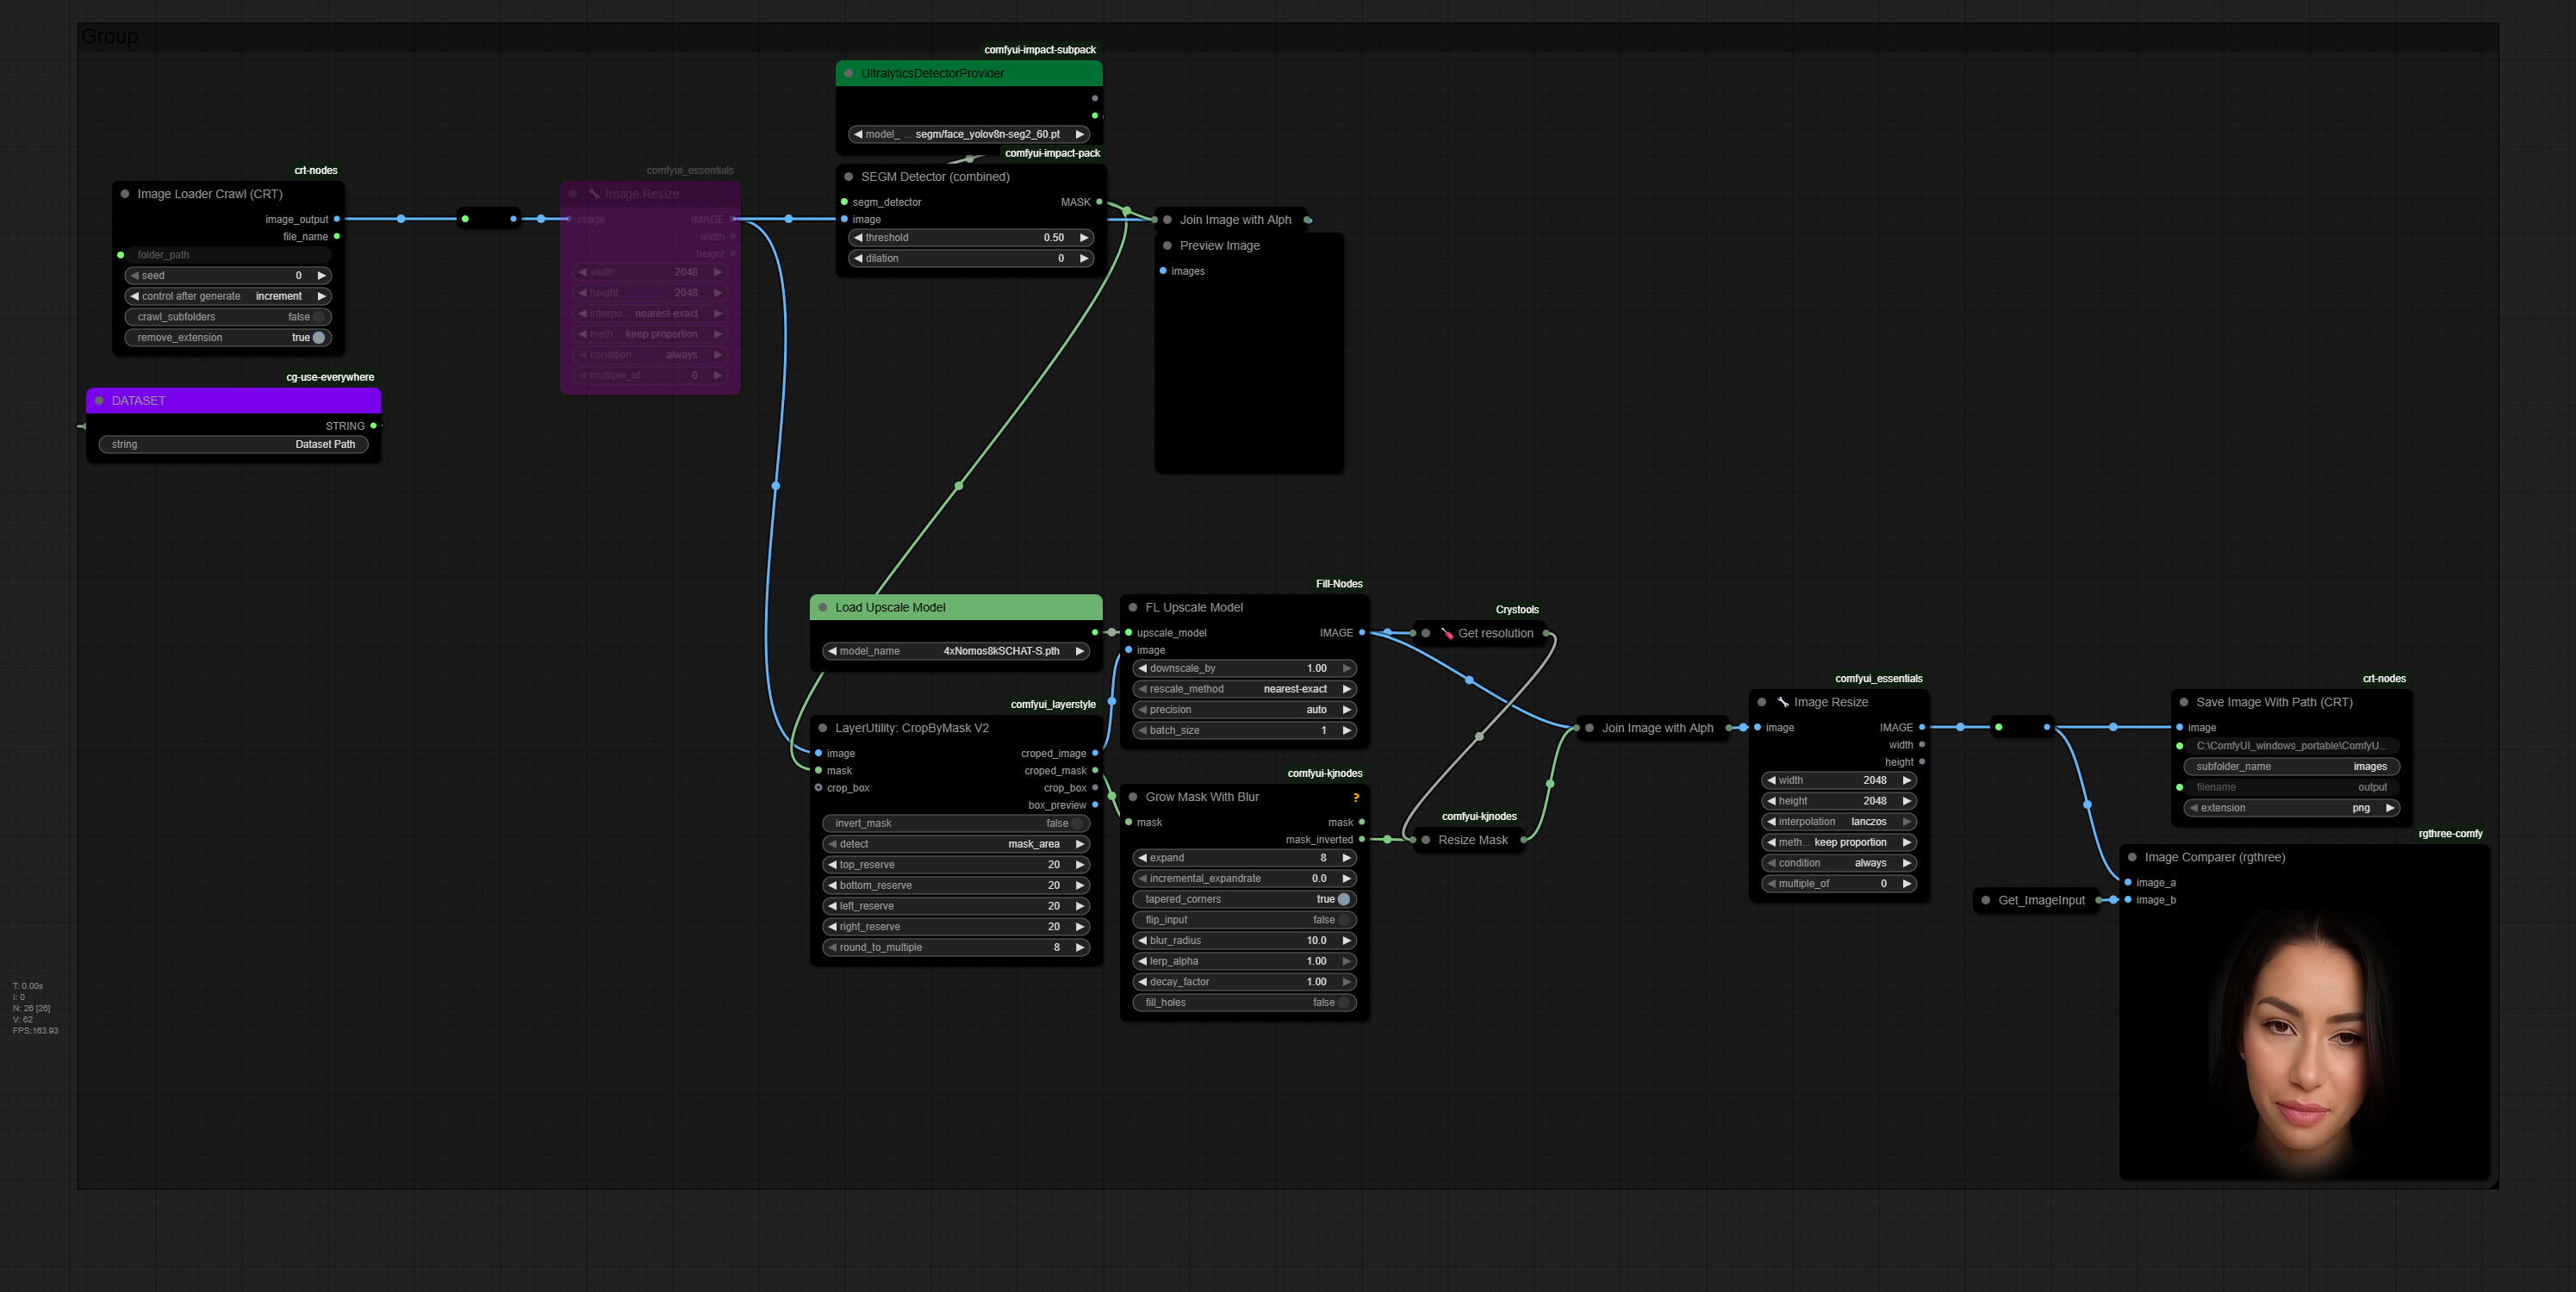 Group
comfyui-impact-subpack
UltralyticsDetectorProvider
model_ ... segm/face_yolov8n-seg2_60.pt
comfyui-impact-pack
SEGM Detector (combined)
segm_detector MASK
image
threshold 0.50
dilation 0
crt-nodes
Image Loader Crawl (CRT)
image_output
file_name
folder_path
seed 0
control after generate increment
crawl_subfolders false
remove_extension true
comfyui_essentials
Image Resize
image IMAGE
width
height
width 2048
height 2048
interpo... nearest-exact
meth... keep proportion
condition always
multiple_of 0
Join Image with Alph
Preview Image
images
cg-use-everywhere
DATASET
STRING
string Dataset Path
Load Upscale Model
model_name 4xNomos8kSCHAT-S.pth
Fill-Nodes
FL Upscale Model
upscale_model IMAGE
image
downscale_by 1.00
rescale_method nearest-exact
precision auto
batch_size 1
Crystools
Get resolution
comfyui_layerstyle
LayerUtility: CropByMask V2
image croped_image
mask croped_mask
crop_box crop_box
box_preview
invert_mask false
detect mask_area
top_reserve 20
bottom_reserve 20
left_reserve 20
right_reserve 20
round_to_multiple 8
comfyui-kjnodes
Grow Mask With Blur ?
mask mask
mask_inverted
expand 8
incremental_expandrate 0.0
tapered_corners true
flip_input false
blur_radius 10.0
lerp_alpha 1.00
decay_factor 1.00
fill_holes false
comfyui-kjnodes
Resize Mask
Join Image with Alph
comfyui_essentials
Image Resize
image IMAGE
width
height
width 2048
height 2048
interpolation lanczos
meth... keep proportion
condition always
multiple_of 0
crt-nodes
Save Image With Path (CRT)
image
C:\ComfyUI_windows_portable\ComfyU...
subfolder_name images
filename output
extension png
rgthree-comfy
Image Comparer (rgthree)
image_a
image_b
Get_ImageInput
T: 0.00s
I: 0
N: 26 [26]
V: 62
FPS:163.93